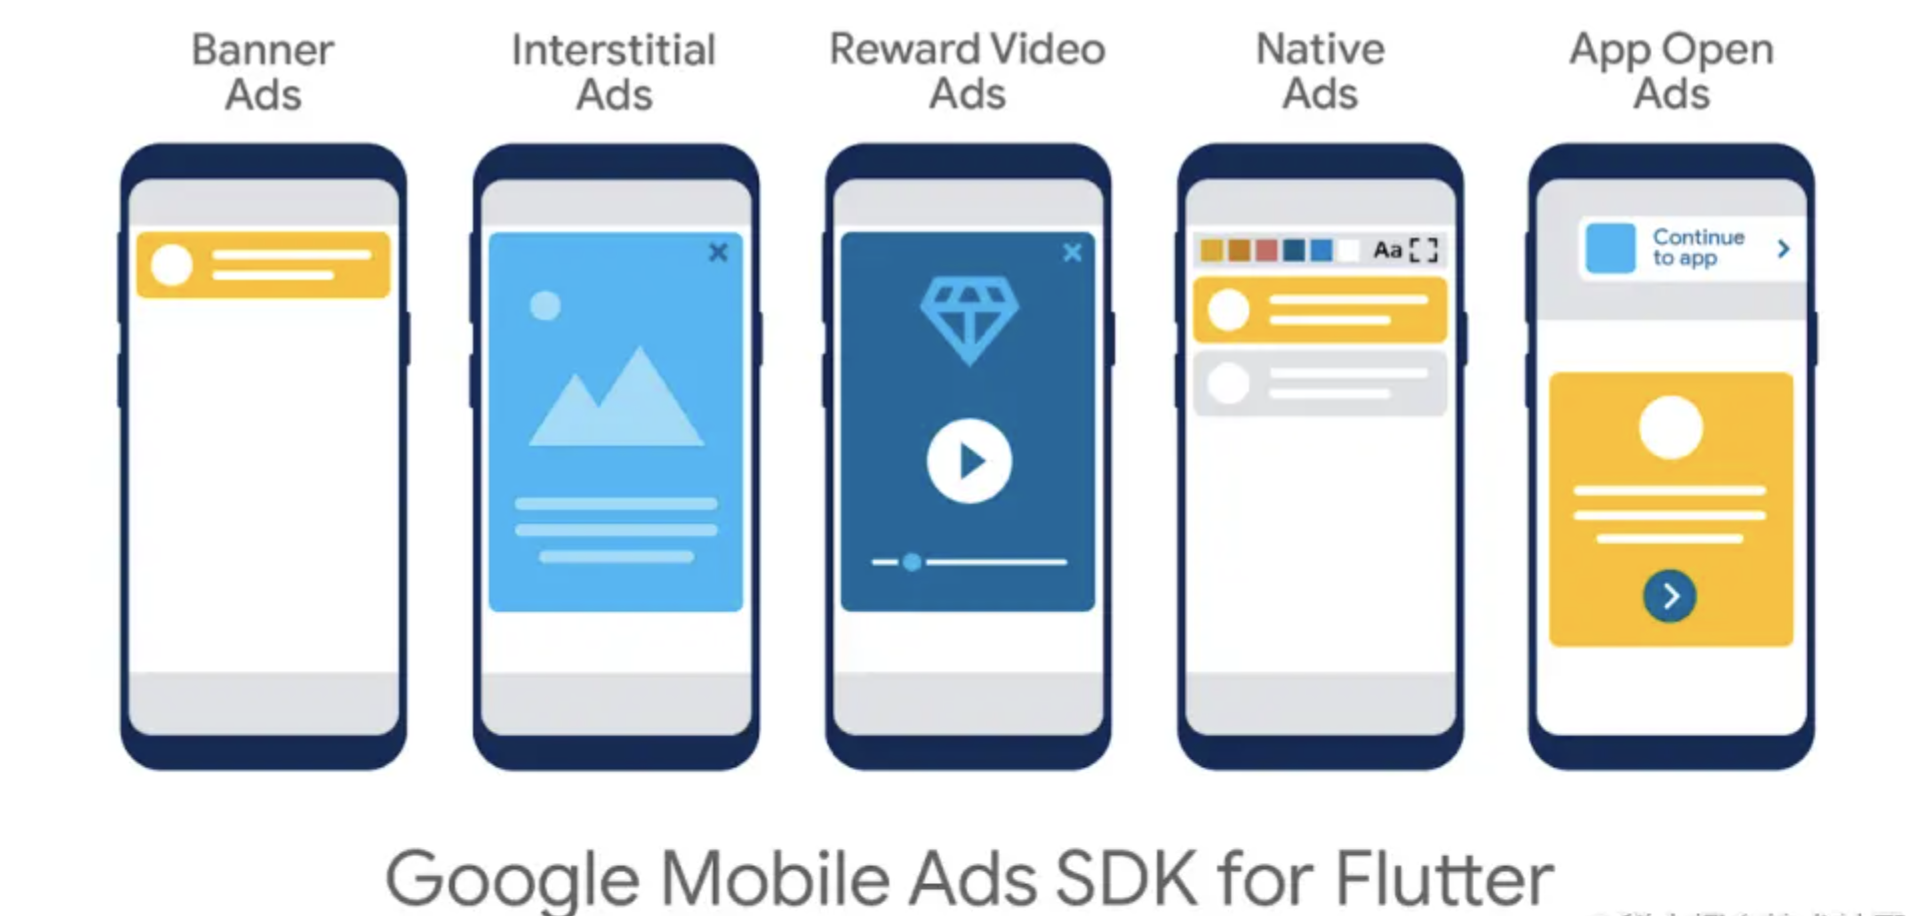 Banner
Ads
Interstitial
Ads
Reward Video
Ads
Native
Ads
App Open
Ads
Aa
Continue
to app
Google Mobile Ads SDK for Flutter